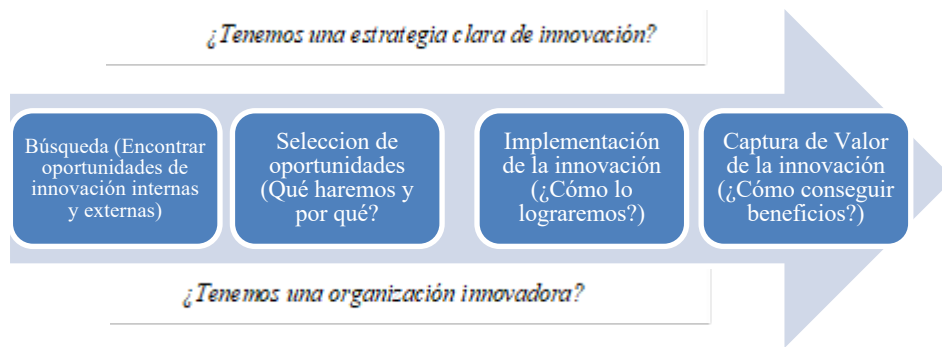 ¿Tenemos una estrategia clara de innovación?
Búsqueda (Encontrar
oportunidades de
innovación internas
y externas)
Seleccion de
oportunidades
(Qué haremos y
por qué?
Implementación
de la innovación
(¿Cómo lo
lograremos?)
Captura de Valor
de la innovación
(¿Cómo conseguir
beneficios?)
¿Tenemos una organización innovadora?